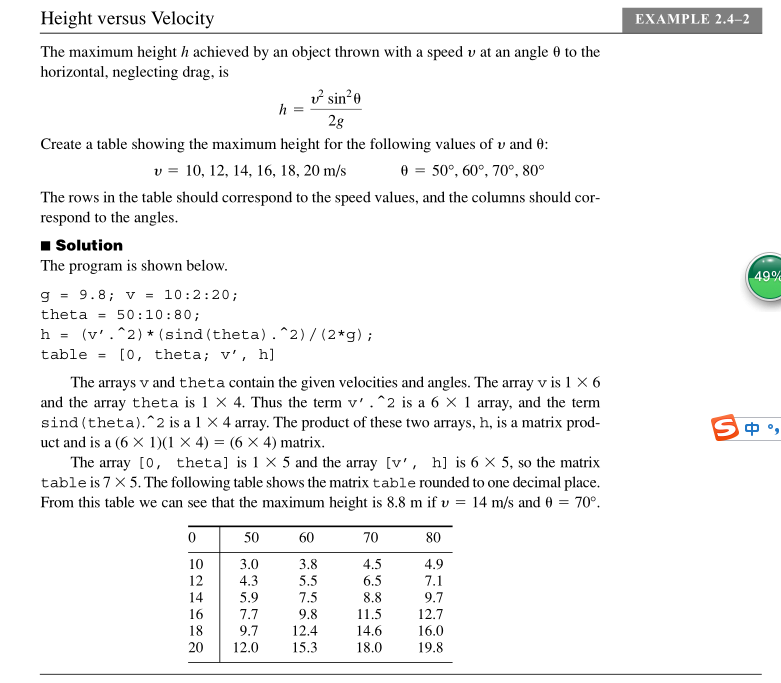 Height versus Velocity
EXAMPLE 2.4–2
The maximum height h achieved by an object thrown with a speed υ at an angle θ to the
horizontal, neglecting drag, is
h = υ² sin²θ / 2g
Create a table showing the maximum height for the following values of υ and θ:
υ = 10, 12, 14, 16, 18, 20 m/s θ = 50°, 60°, 70°, 80°
The rows in the table should correspond to the speed values, and the columns should cor-
respond to the angles.
■ Solution
The program is shown below.
g = 9.8; v = 10:2:20;
theta = 50:10:80;
h = (v'.^2)*(sind(theta).^2)/(2*g);
table = [0, theta; v', h]
The arrays v and theta contain the given velocities and angles. The array v is 1 × 6
and the array theta is 1 × 4. Thus the term v'.^2 is a 6 × 1 array, and the term
sind(theta).^2 is a 1 × 4 array. The product of these two arrays, h, is a matrix prod-
uct and is a (6 × 1)(1 × 4) = (6 × 4) matrix.
The array [0, theta] is 1 × 5 and the array [v', h] is 6 × 5, so the matrix
table is 7 × 5. The following table shows the matrix table rounded to one decimal place.
From this table we can see that the maximum height is 8.8 m if υ = 14 m/s and θ = 70°.
0 50 60 70 80
10 3.0 3.8 4.5 4.9
12 4.3 5.5 6.5 7.1
14 5.9 7.5 8.8 9.7
16 7.7 9.8 11.5 12.7
18 9.7 12.4 14.6 16.0
20 12.0 15.3 18.0 19.8
49%
S 中 °,